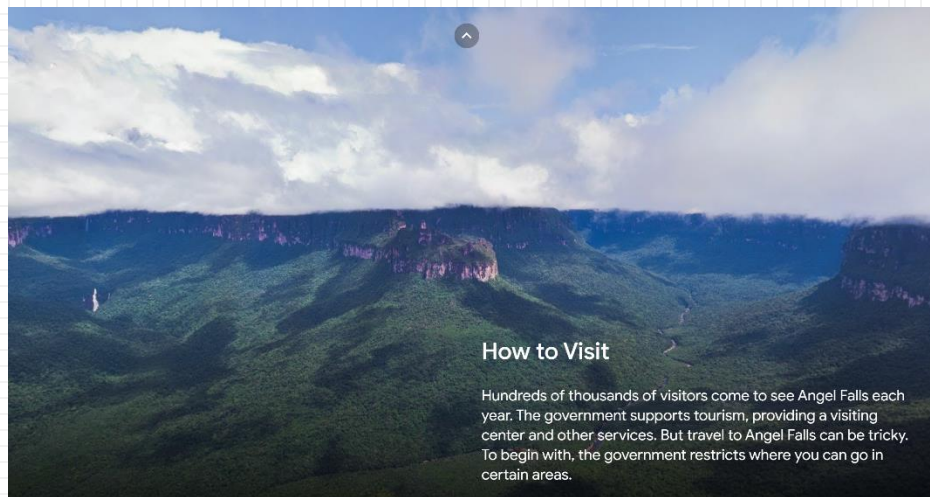 How to Visit
Hundreds of thousands of visitors come to see Angel Falls each
year. The government supports tourism, providing a visiting
center and other services. But travel to Angel Falls can be tricky.
To begin with, the government restricts where you can go in
certain areas.